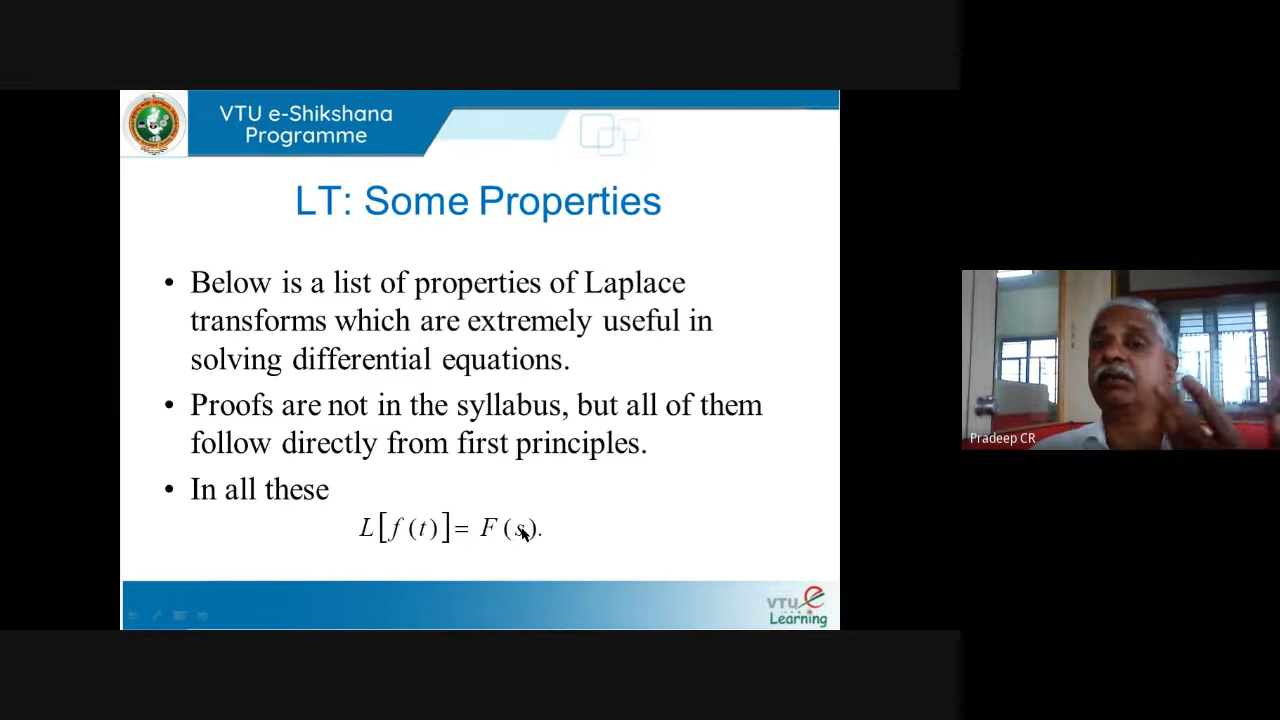 VTU e-Shikshana
Programme
LT: Some Properties
• Below is a list of properties of Laplace
transforms which are extremely useful in
solving differential equations.
• Proofs are not in the syllabus, but all of them
follow directly from first principles.
• In all these
L[f(t)] = F(s).
Pradeep CR
VTU e
Learning